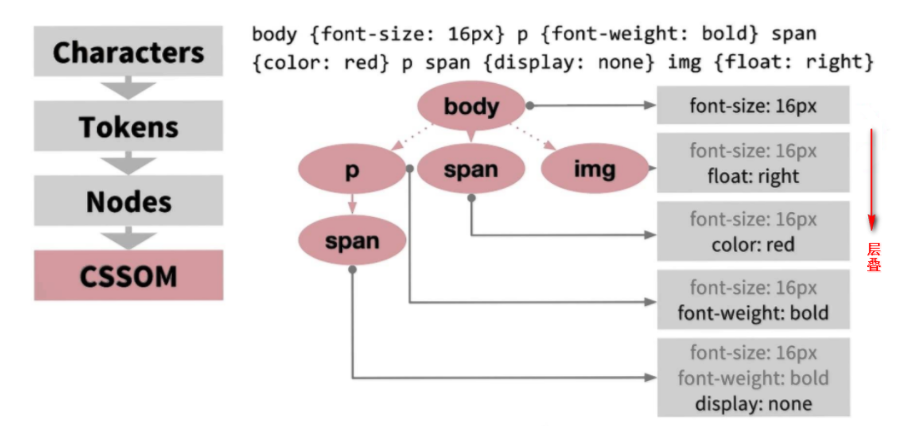 body {font-size: 16px} p {font-weight: bold} span
{color: red} p span {display: none} img {float: right}
Characters
Tokens
Nodes
CSSOM
body
p
span
img
span
font-size: 16px
font-size: 16px
float: right
font-size: 16px
color: red
font-size: 16px
font-weight: bold
font-size: 16px
font-weight: bold
display: none
层
叠